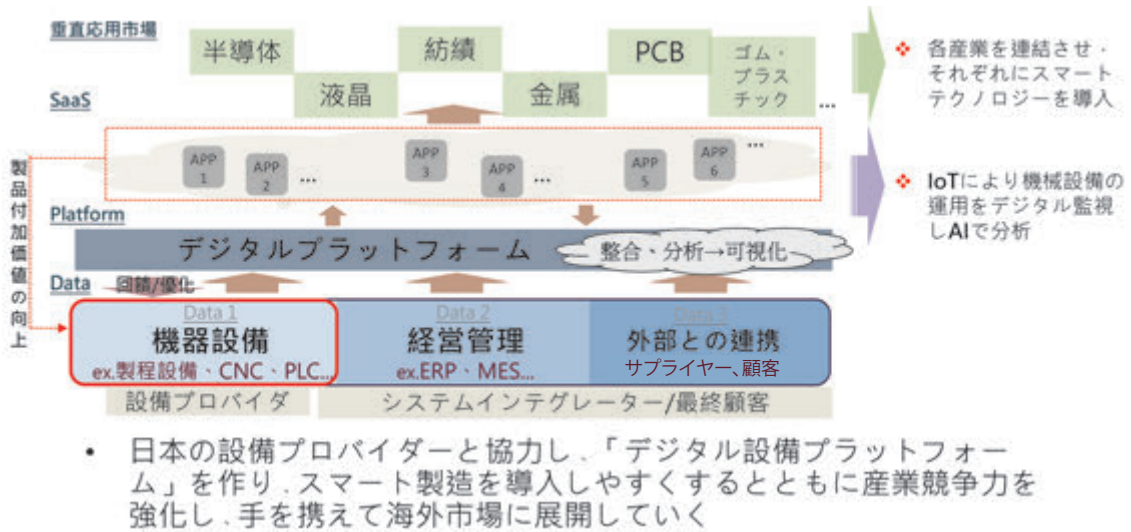 垂直応用市場
半導体
紡績
PCB
ゴム・
プラス
チック
液晶
金属
...
❖ 各産業を連結させ・
それぞれにスマート
テクノロジーを導入
SaaS
APP
1
APP
2
...
APP
3
APP
4
...
APP
5
APP
6
...
❖ IoTにより機械設備の
運用をデジタル監視
しAIで分析
製品付加価値の向上
Platform
デジタルプラットフォーム
整合、分析→可視化
Data
回饋/優化
Data 1
機器設備
ex.製程設備、CNC、PLC...
Data 2
経営管理
ex.ERP、MES...
Data 3
外部との連携
サプライヤー、顧客
設備プロバイダ
システムインテグレーター/最終顧客
• 日本の設備プロバイダーと協力し﹒「デジタル設備プラットフォー
ム」を作り﹒スマート製造を導入しやすくするとともに産業競争力を
強化し﹒手を携えて海外市場に展開していく